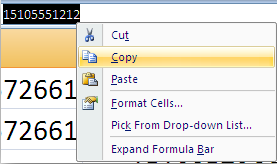 15105551212
Cut
Copy
72661
Paste
Format Cells...
72661
Pick From Drop-down List...
Expand Formula Bar